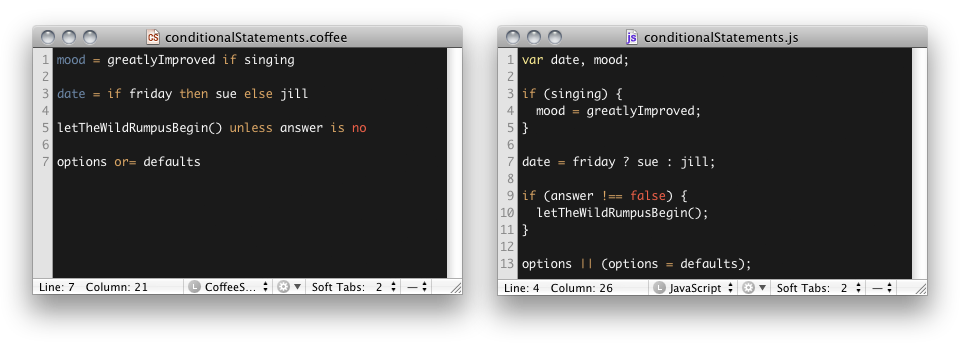 conditionalStatements.coffee
1 mood = greatlyImproved if singing
2
3 date = if friday then sue else jill
4
5 letTheWildRumpusBegin() unless answer is no
6
7 options or= defaults
Line: 7 Column: 21 L CoffeeS... Soft Tabs: 2 —
conditionalStatements.js
1 var date, mood;
2
3 if (singing) {
4   mood = greatlyImproved;
5 }
6
7 date = friday ? sue : jill;
8
9 if (answer !== false) {
10   letTheWildRumpusBegin();
11 }
12
13 options || (options = defaults);
Line: 4 Column: 26 L JavaScript Soft Tabs: 2 —